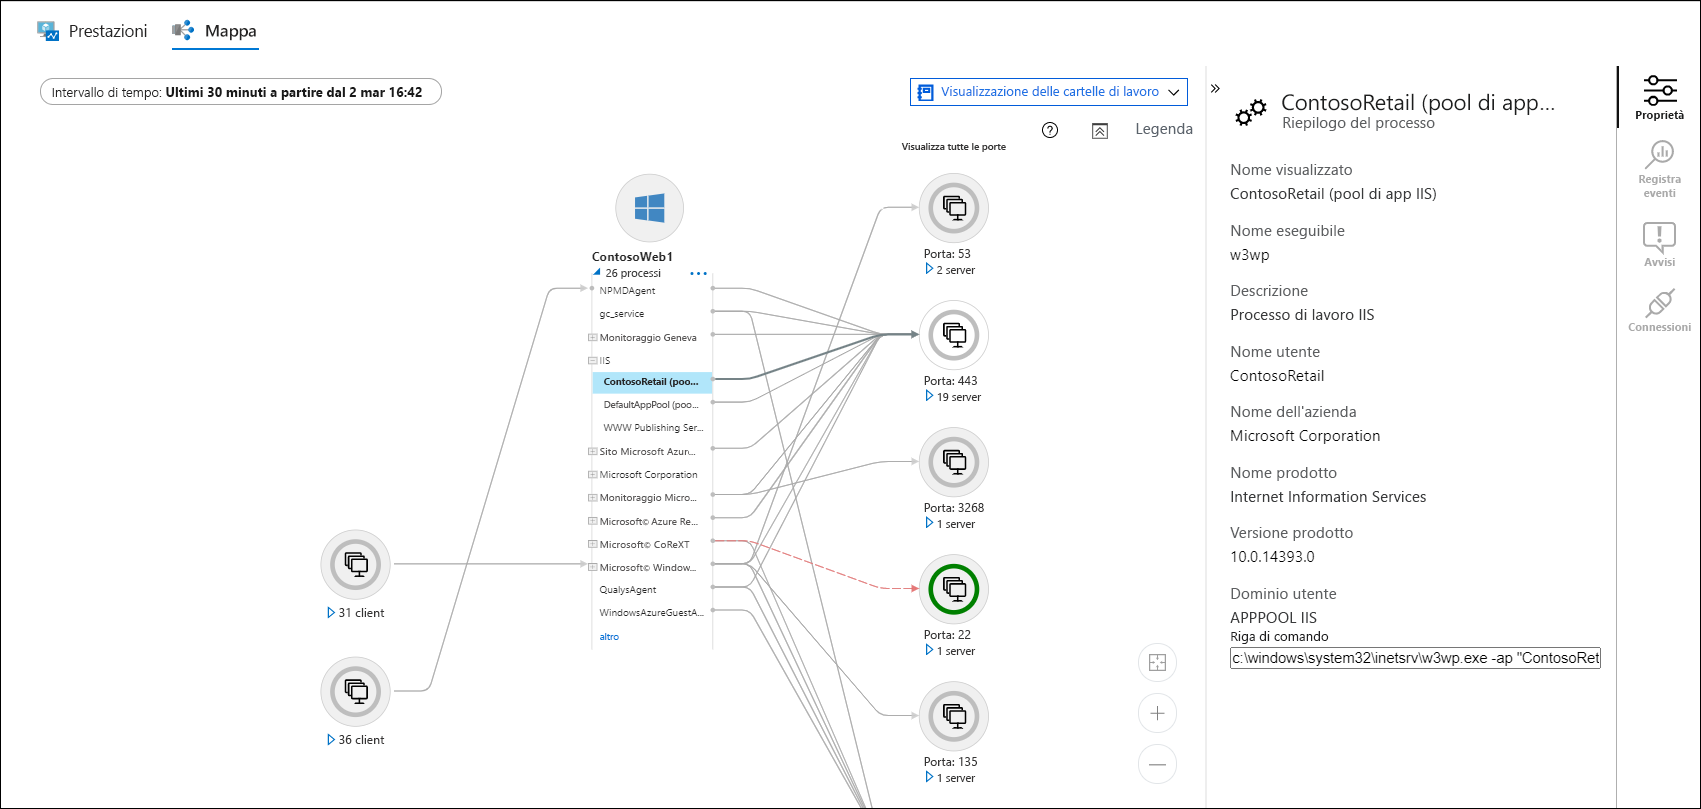 Prestazioni
Mappa
Intervallo di tempo: Ultimi 30 minuti a partire dal 2 mar 16:42
Visualizzazione delle cartelle di lavoro
?
Legenda
Visualizza tutte le porte
ContosoWeb1
26 processi
NPMDAgent
gc_service
Monitoraggio Geneva
IIS
ContosoRetail (poo...
DefaultAppPool (poo...
WWW Publishing Ser...
Sito Microsoft Azur...
Microsoft Corporation
Monitoraggio Micro...
Microsoft© Azure Re...
Microsoft© CoReXT
Microsoft© Window...
QualysAgent
WindowsAzureGuestA...
altro
31 client
36 client
Porta: 53
2 server
Porta: 443
19 server
Porta: 3268
1 server
Porta: 22
1 server
Porta: 135
1 server
ContosoRetail (pool di app...
Riepilogo del processo
Nome visualizzato
ContosoRetail (pool di app IIS)
Nome eseguibile
w3wp
Descrizione
Processo di lavoro IIS
Nome utente
ContosoRetail
Nome dell'azienda
Microsoft Corporation
Nome prodotto
Internet Information Services
Versione prodotto
10.0.14393.0
Dominio utente
APPPOOL IIS
Riga di comando
c:\windows\system32\inetsrv\w3wp.exe -ap "ContosoRet
Proprietà
Registra
eventi
Avvisi
Connessioni